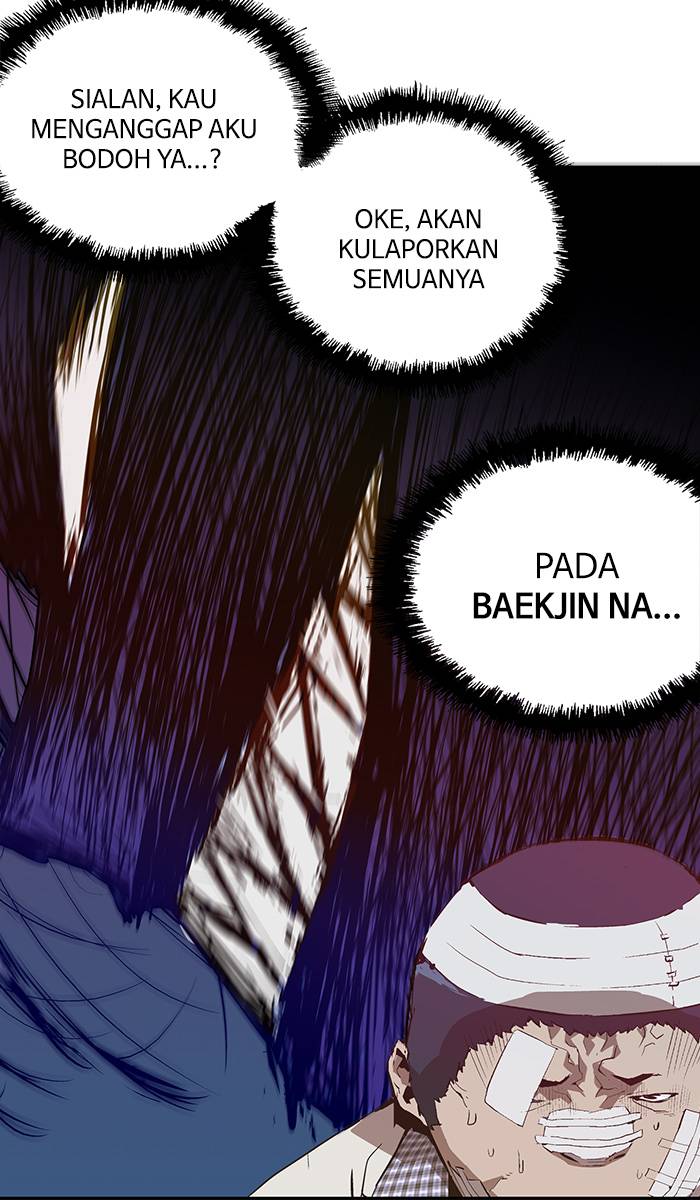 SIALAN, KAU
MENGANGGAP AKU
BODOH YA...?
OKE, AKAN
KULAPORKAN
SEMUANYA
PADA
BAEKJIN NA...